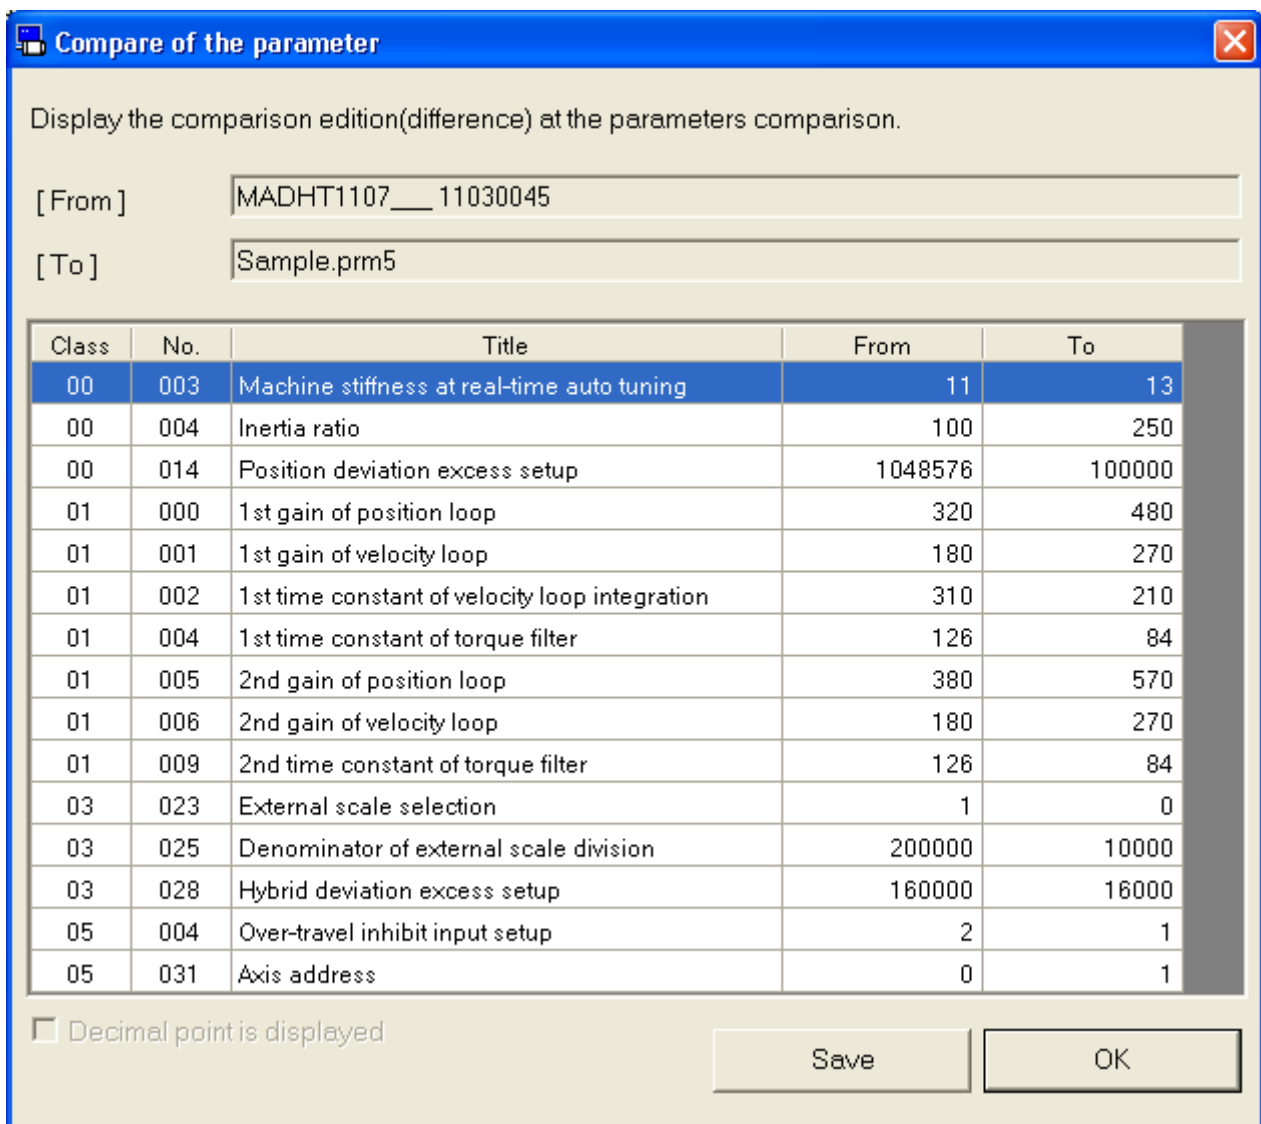 Compare of the parameter
Display the comparison edition(difference) at the parameters comparison.
[ From ] MADHT1107___ 11030045
[ To ] Sample.prm5
Class No. Title From To
00 003 Machine stiffness at real-time auto tuning 11 13
00 004 Inertia ratio 100 250
00 014 Position deviation excess setup 1048576 100000
01 000 1st gain of position loop 320 480
01 001 1st gain of velocity loop 180 270
01 002 1st time constant of velocity loop integration 310 210
01 004 1st time constant of torque filter 126 84
01 005 2nd gain of position loop 380 570
01 006 2nd gain of velocity loop 180 270
01 009 2nd time constant of torque filter 126 84
03 023 External scale selection 1 0
03 025 Denominator of external scale division 200000 10000
03 028 Hybrid deviation excess setup 160000 16000
05 004 Over-travel inhibit input setup 2 1
05 031 Axis address 0 1
Decimal point is displayed
Save OK